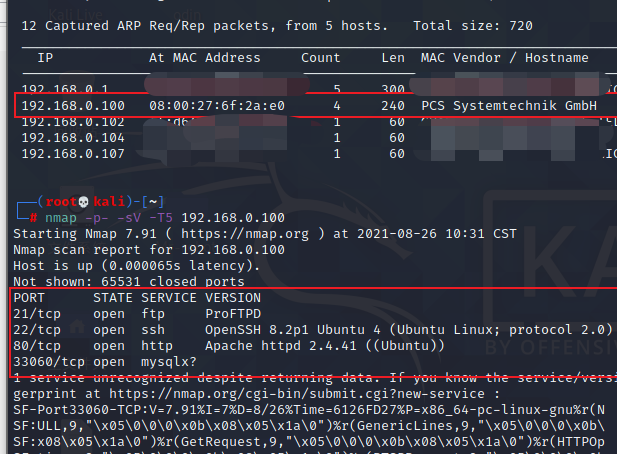 12 Captured ARP Req/Rep packets, from 5 hosts.   Total size: 720
IP            At MAC Address     Count     Len  MAC Vendor / Hostname
192.168.0.1                          5     300
192.168.0.100   08:00:27:6f:2a:e0      4     240  PCS Systemtechnik GmbH
192.168.0.102                          1      60
192.168.0.104                          1      60
192.168.0.107                          1      60
(root💀kali)-[~]
# nmap -p- -sV -T5 192.168.0.100
Starting Nmap 7.91 ( https://nmap.org ) at 2021-08-26 10:31 CST
Nmap scan report for 192.168.0.100
Host is up (0.000065s latency).
Not shown: 65531 closed ports
PORT      STATE SERVICE VERSION
21/tcp    open  ftp     ProFTPD
22/tcp    open  ssh     OpenSSH 8.2p1 Ubuntu 4 (Ubuntu Linux; protocol 2.0)
80/tcp    open  http    Apache httpd 2.4.41 ((Ubuntu))
33060/tcp open  mysqlx?
1 service unrecognized despite returning data. If you know the service/versi
gerprint at https://nmap.org/cgi-bin/submit.cgi?new-service :
SF-Port33060-TCP:V=7.91%I=7%D=8/26%Time=6126FD27%P=x86_64-pc-linux-gnu%r(N
SF:ULL,9,"\x05\0\0\0\x0b\x08\x05\x1a\0")%r(GenericLines,9,"\x05\0\0\0\x0b\
SF:x08\x05\x1a\0")%r(GetRequest,9,"\x05\0\0\0\x0b\x08\x05\x1a\0")%r(HTTPOp
BY OFFENSIV